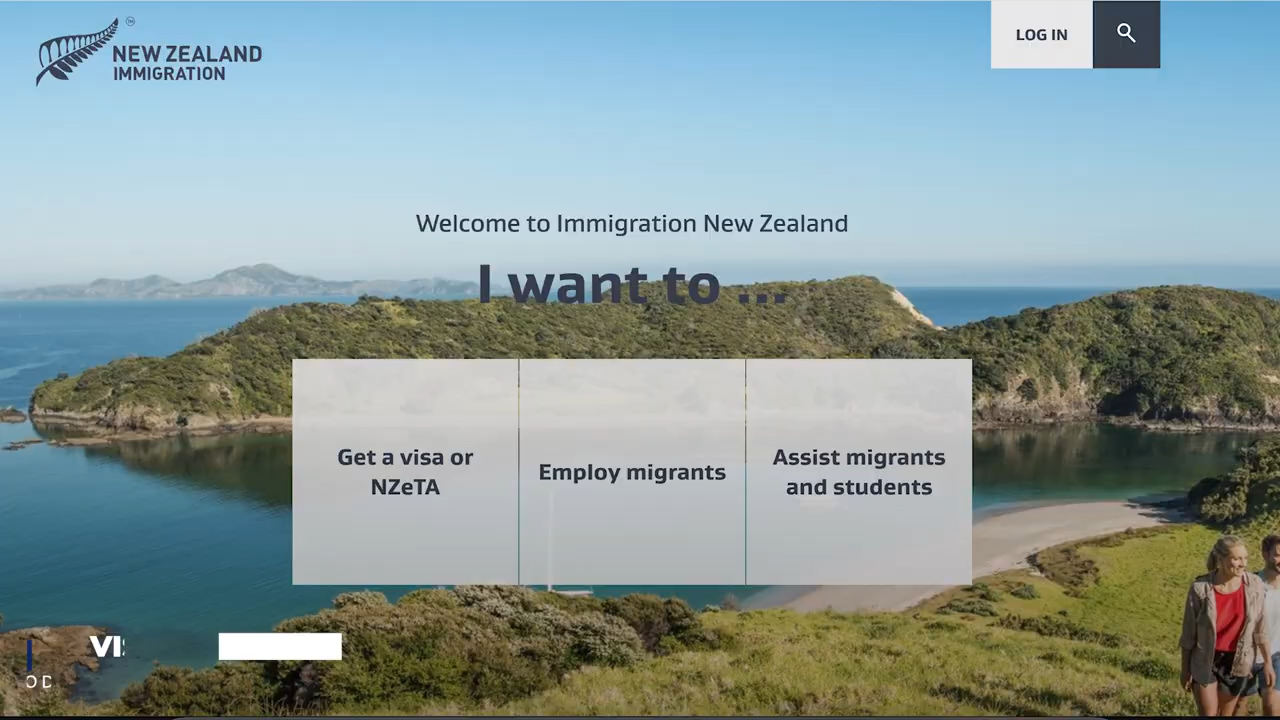 NEW ZEALAND
IMMIGRATION
TM
LOG IN
Welcome to Immigration New Zealand
I want to ...
Get a visa or
NZeTA
Employ migrants
Assist migrants
and students